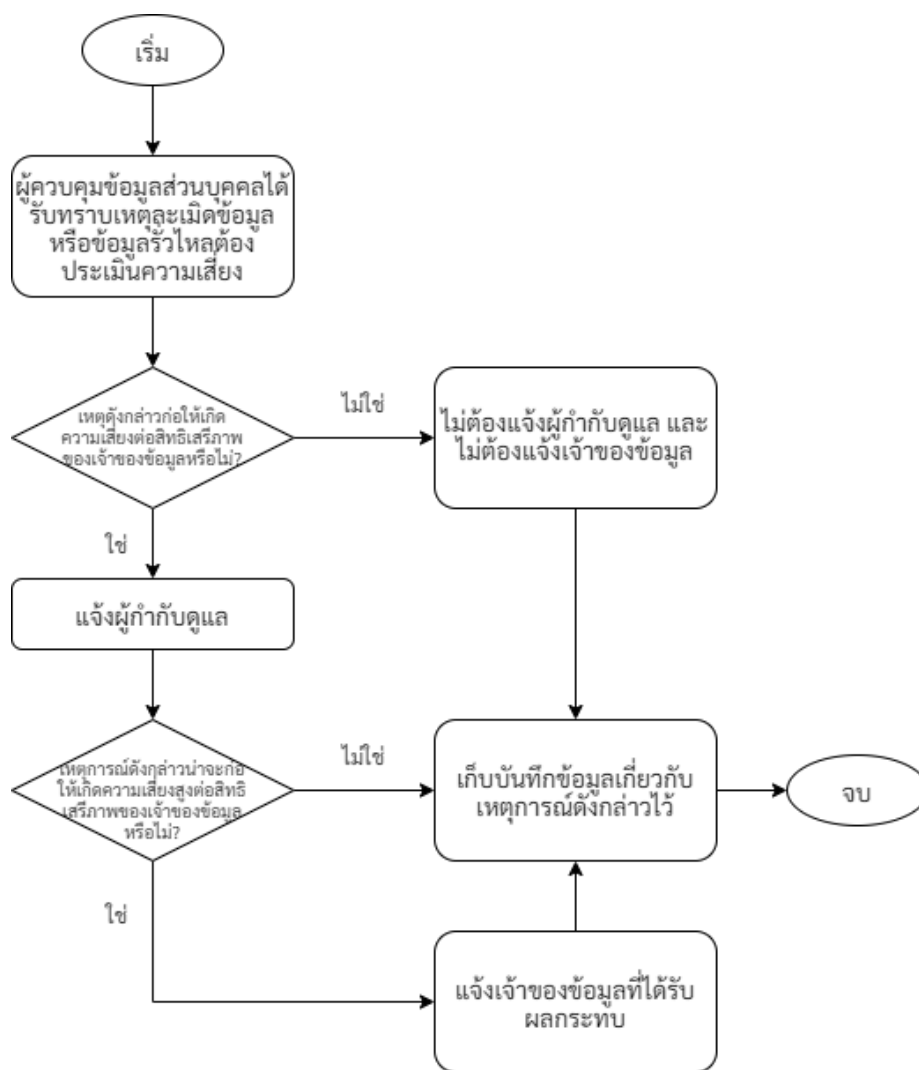 เริ่ม
ผู้ควบคุมข้อมูลส่วนบุคคลได้
รับทราบเหตุละเมิดข้อมูล
หรือข้อมูลรั่วไหลต้อง
ประเมินความเสี่ยง
เหตุดังกล่าวก่อให้เกิด
ความเสี่ยงต่อสิทธิเสรีภาพ
ของเจ้าของข้อมูลหรือไม่?
ไม่ใช่
ไม่ต้องแจ้งผู้กำกับดูแล และ
ไม่ต้องแจ้งเจ้าของข้อมูล
ใช่
แจ้งผู้กำกับดูแล
เหตุการณ์ดังกล่าวน่าจะก่อ
ให้เกิดความเสี่ยงสูงต่อสิทธิ
เสรีภาพของเจ้าของข้อมูล
หรือไม่?
ไม่ใช่
เก็บบันทึกข้อมูลเกี่ยวกับ
เหตุการณ์ดังกล่าวไว้
จบ
ใช่
แจ้งเจ้าของข้อมูลที่ได้รับ
ผลกระทบ